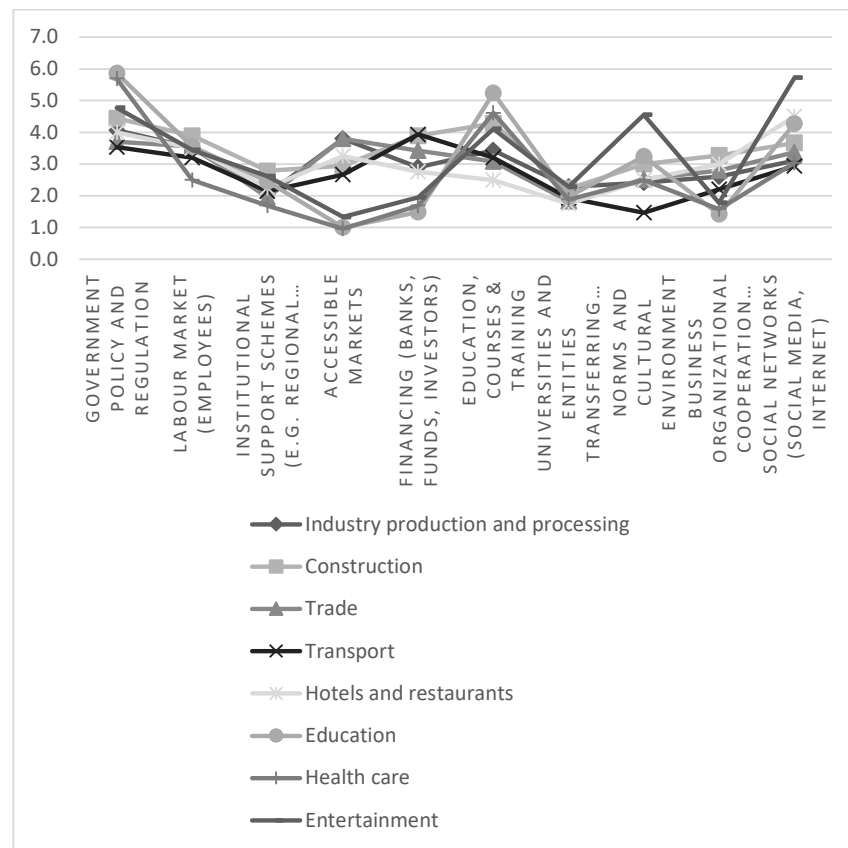 7.0
6.0
5.0
4.0
3.0
2.0
1.0
0.0
GOVERNMENT
POLICY AND
REGULATION
LABOUR MARKET
(EMPLOYEES)
INSTITUTIONAL
SUPPORT SCHEMES
(E.G. REGIONAL...
ACCESSIBLE
MARKETS
FINANCING (BANKS,
FUNDS, INVESTORS)
EDUCATION,
COURSES &
TRAINING
UNIVERSITIES AND
ENTITIES
TRANSFERRING...
NORMS AND
CULTURAL
ENVIRONMENT
BUSINESS
ORGANIZATIONAL
COOPERATION...
SOCIAL NETWORKS
(SOCIAL MEDIA,
INTERNET)
Industry production and processing
Construction
Trade
Transport
Hotels and restaurants
Education
Health care
Entertainment